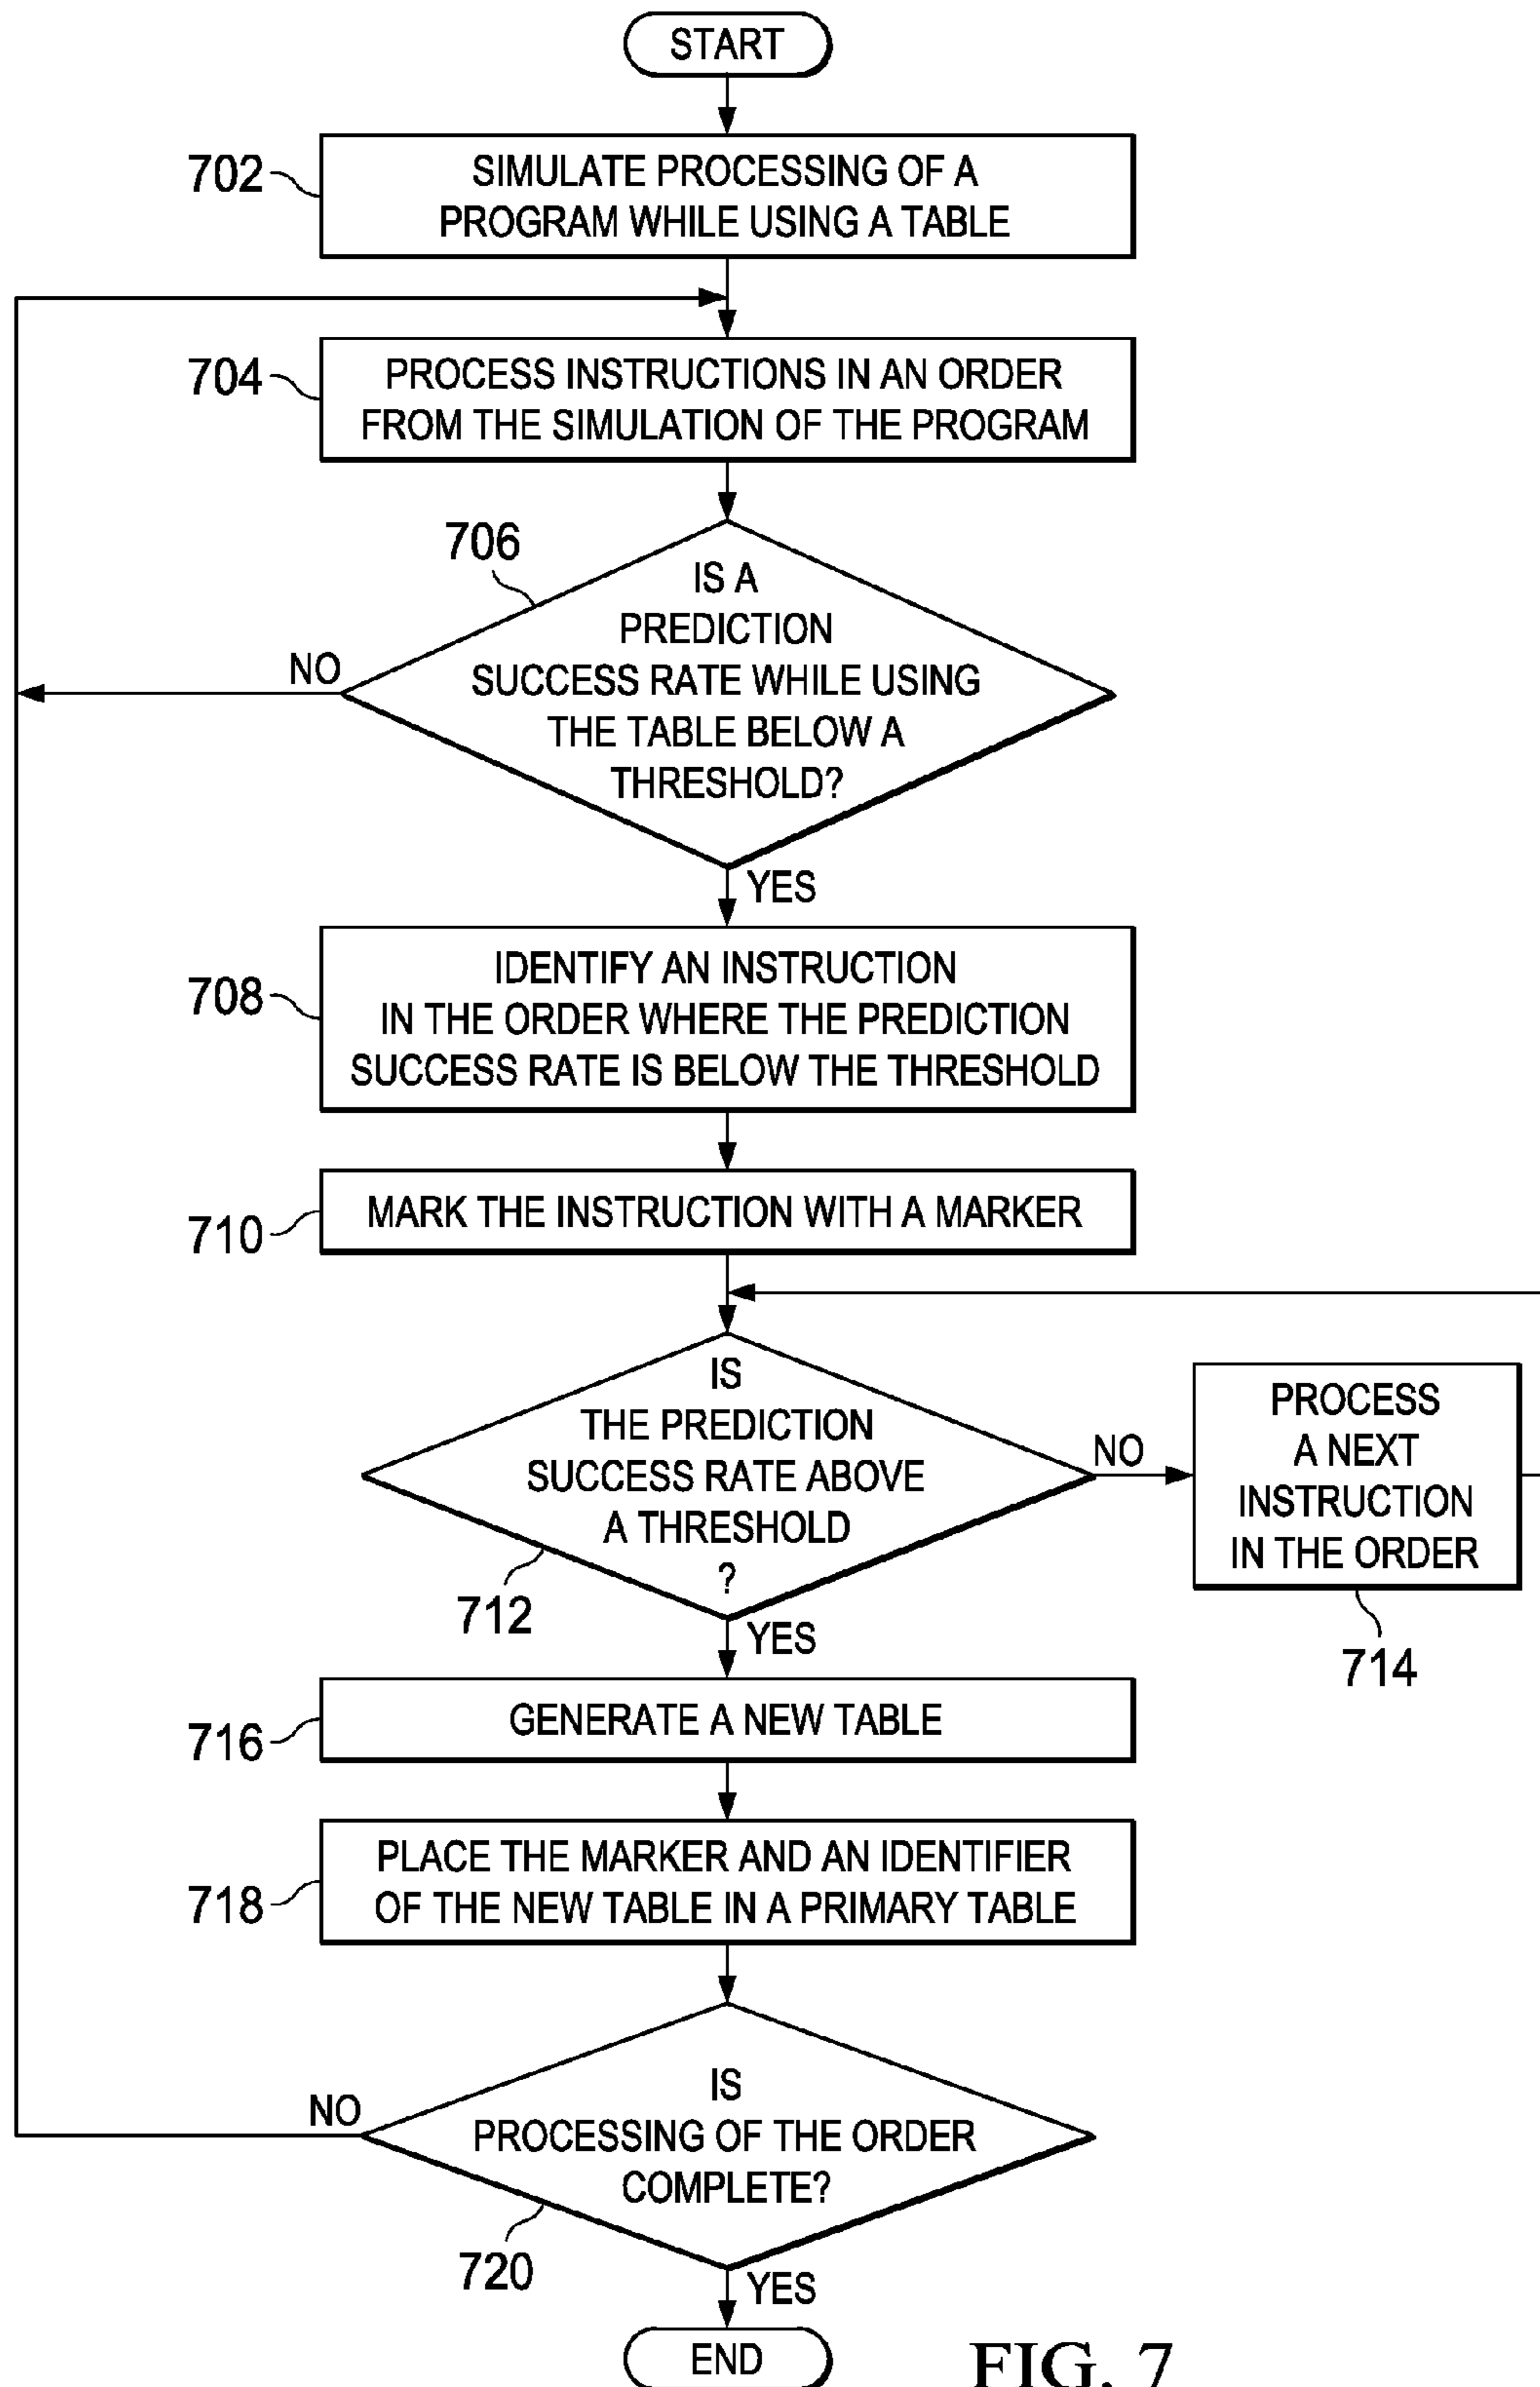 START
702
SIMULATE PROCESSING OF A
PROGRAM WHILE USING A TABLE
704
PROCESS INSTRUCTIONS IN AN ORDER
FROM THE SIMULATION OF THE PROGRAM
706
IS A
PREDICTION
SUCCESS RATE WHILE USING
THE TABLE BELOW A
THRESHOLD?
NO
YES
708
IDENTIFY AN INSTRUCTION
IN THE ORDER WHERE THE PREDICTION
SUCCESS RATE IS BELOW THE THRESHOLD
710
MARK THE INSTRUCTION WITH A MARKER
IS
THE PREDICTION
SUCCESS RATE ABOVE
A THRESHOLD
?
712
NO
PROCESS
A NEXT
INSTRUCTION
IN THE ORDER
714
YES
716
GENERATE A NEW TABLE
718
PLACE THE MARKER AND AN IDENTIFIER
OF THE NEW TABLE IN A PRIMARY TABLE
NO
IS
PROCESSING OF THE ORDER
COMPLETE?
720
YES
END
FIG. 7